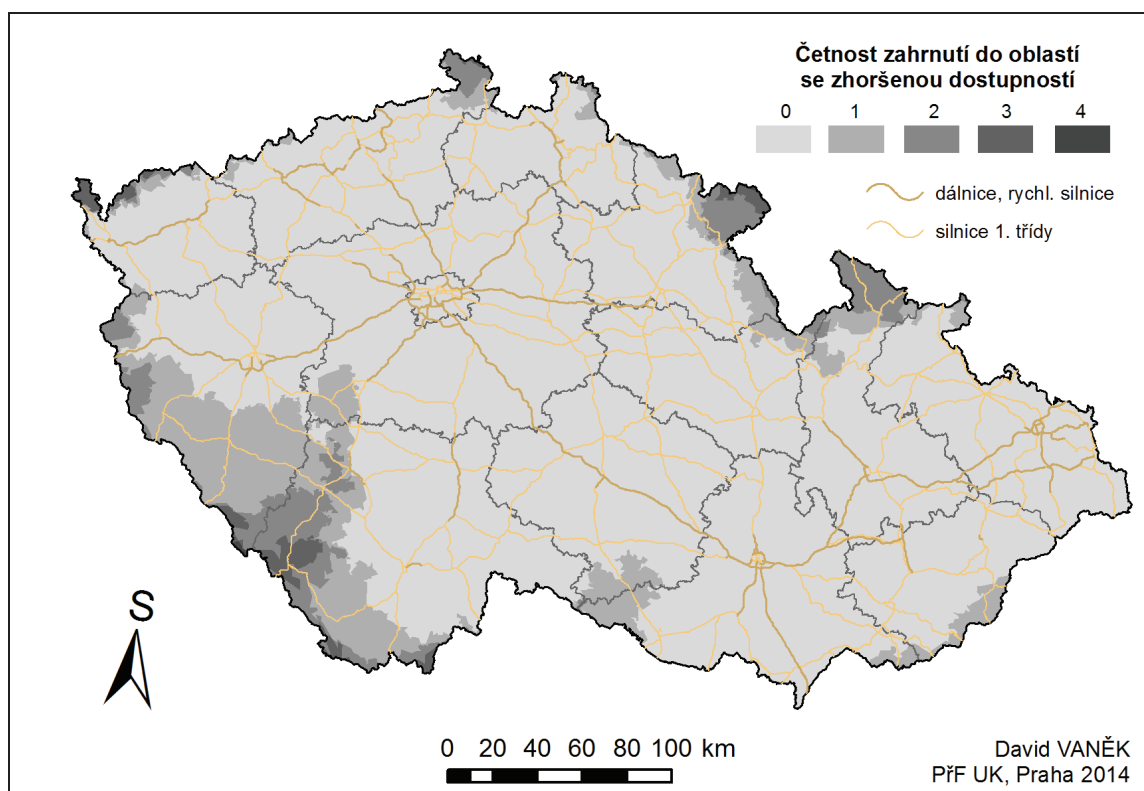 Četnost zahrnutí do oblastí
se zhoršenou dostupností
0 1 2 3 4
dálnice, rychl. silnice
silnice 1. třídy
S
0 20 40 60 80 100 km
David VANĚK
PřF UK, Praha 2014